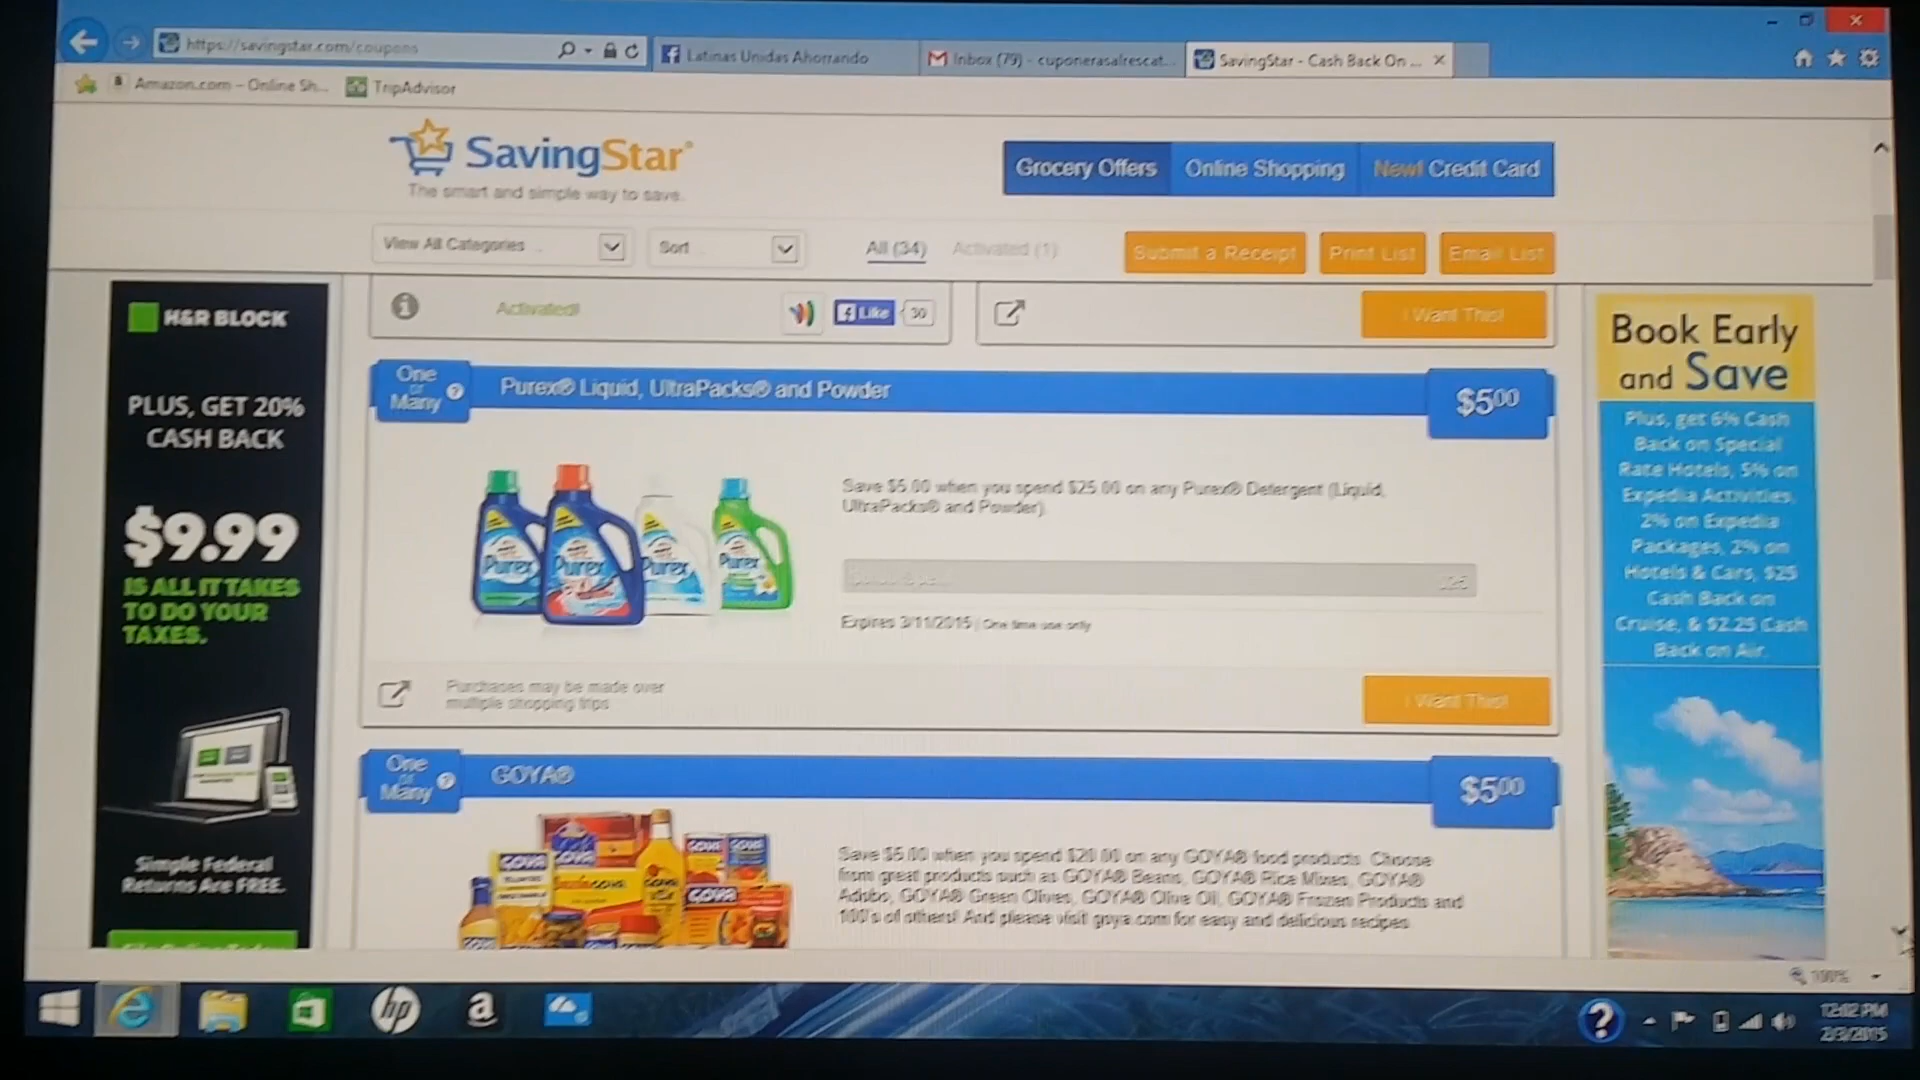 https://savingstar.com/coupons
Latinas Unidas Ahorrando
Inbox (79) - cuponerasalrescat...
SavingStar - Cash Back On ...
Amazon.com – Online Sh...
TripAdvisor
SavingStar
The smart and simple way to save.
Grocery Offers
Online Shopping
New! Credit Card
View All Categories
Sort
All (34)
Activated (1)
Submit a Receipt
Print List
Email List
Activated!
Like
30
I Want This!
One or Many
Purex® Liquid, UltraPacks® and Powder
$5.00
Save $5.00 when you spend $25.00 on any Purex® Detergent (Liquid,
UltraPacks® and Powder).
Purex
Purex
Purex
Purex
$25
Expires 3/11/2015 | One time use only
Purchases may be made over
multiple shopping trips
I Want This!
One or Many
GOYA®
$5.00
Save $5.00 when you spend $20.00 on any GOYA® food products. Choose
from great products such as GOYA® Beans, GOYA® Rice Mixes, GOYA®
Adobo, GOYA® Green Olives, GOYA® Olive Oil, GOYA® Frozen Products and
100's of others! And please visit goya.com for easy and delicious recipes
H&R BLOCK
PLUS, GET 20%
CASH BACK
$9.99
IS ALL IT TAKES
TO DO YOUR
TAXES.
Simple Federal
Returns Are FREE.
Book Early
and Save
Plus, get 6% Cash
Back on Special
Rate Hotels, 5% on
Expedia Activities,
2% on Expedia
Packages, 2% on
Hotels & Cars, $25
Cash Back on
Cruise, & $2.25 Cash
Back on Air.
100%
hp
a
12:02 PM
2/3/2015